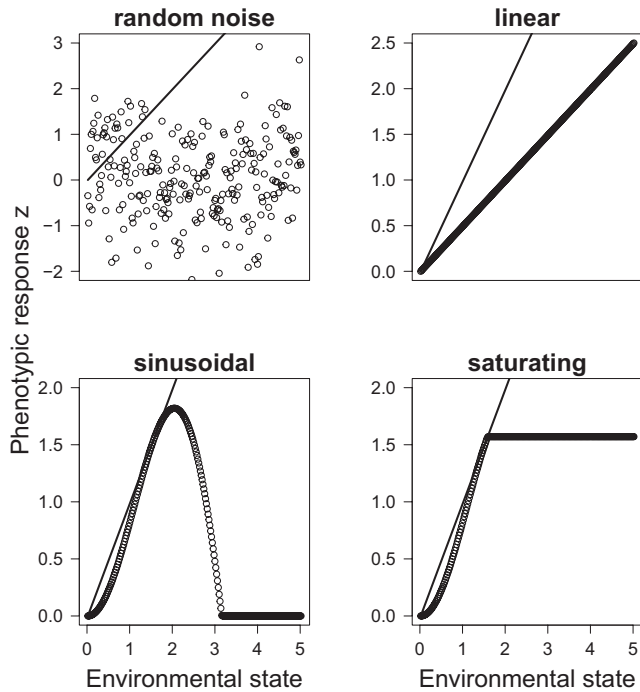 random noise
linear
3
2
1
0
−1
−2
2.5
2.0
1.5
1.0
0.5
0.0
Phenotypic response z
sinusoidal
saturating
2.0
1.5
1.0
0.5
0.0
0 1 2 3 4 5
2.0
1.5
1.0
0.5
0.0
0 1 2 3 4 5
Environmental state
Environmental state